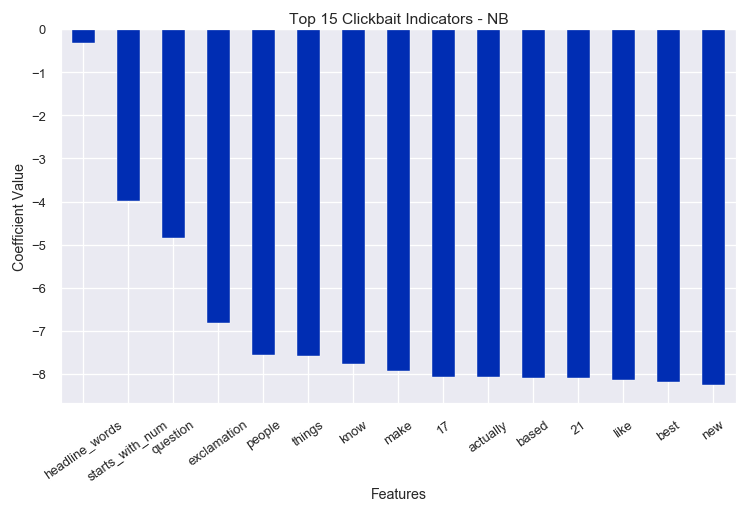 Top 15 Clickbait Indicators - NB
Coefficient Value
0
−1
−2
−3
−4
−5
−6
−7
−8
headline_words
starts_with_num
question
exclamation
people
things
know
make
17
actually
based
21
like
best
new
Features